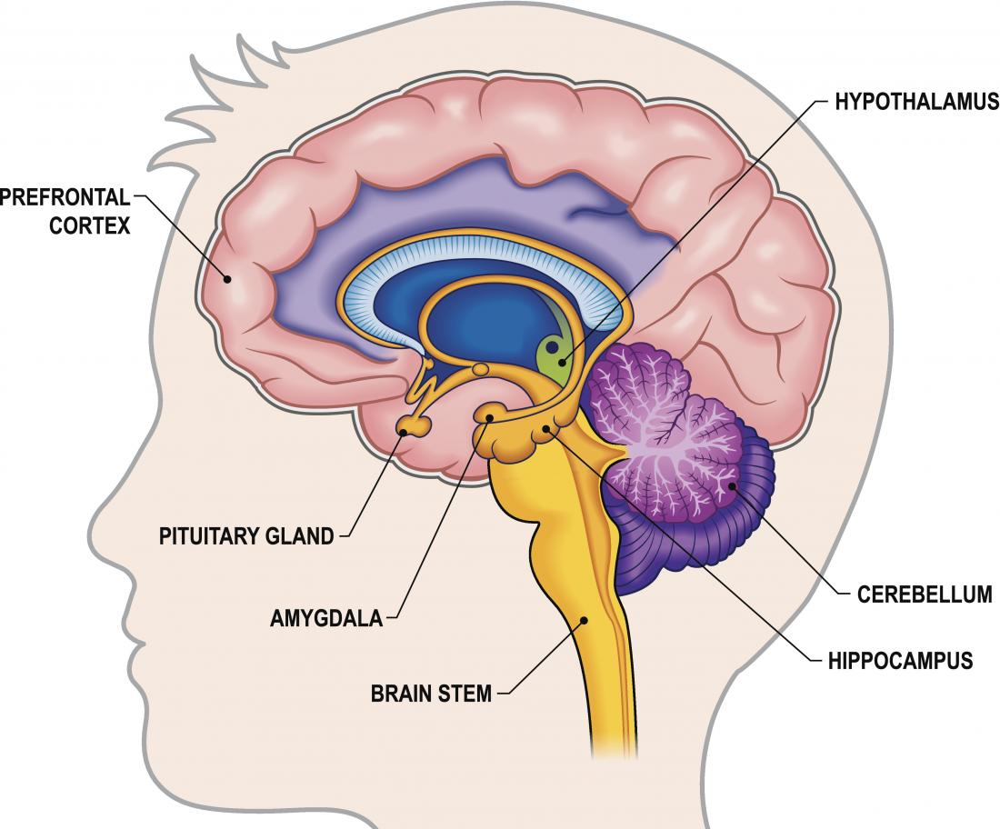 HYPOTHALAMUS
PREFRONTAL
CORTEX
PITUITARY GLAND
AMYGDALA
BRAIN STEM
CEREBELLUM
HIPPOCAMPUS